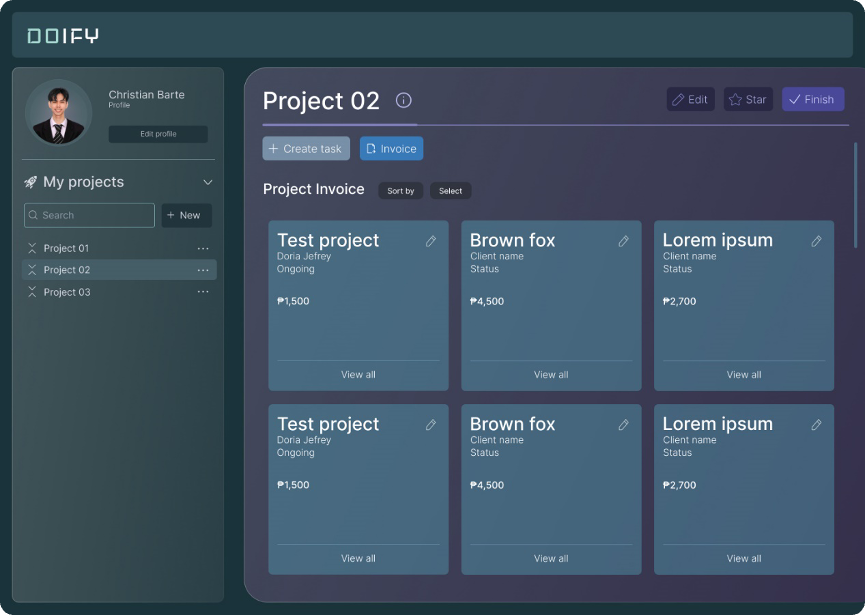 DOIFY
Christian Barte
Profile
Edit profile
My projects
Search
+ New
Project 01
Project 02
Project 03
Project 02
Edit
Star
Finish
+ Create task
Invoice
Project Invoice
Sort by
Select
Test project
Doria Jefrey
Ongoing
₱1,500
View all
Brown fox
Client name
Status
₱4,500
View all
Lorem ipsum
Client name
Status
₱2,700
View all
Test project
Doria Jefrey
Ongoing
₱1,500
View all
Brown fox
Client name
Status
₱4,500
View all
Lorem ipsum
Client name
Status
₱2,700
View all